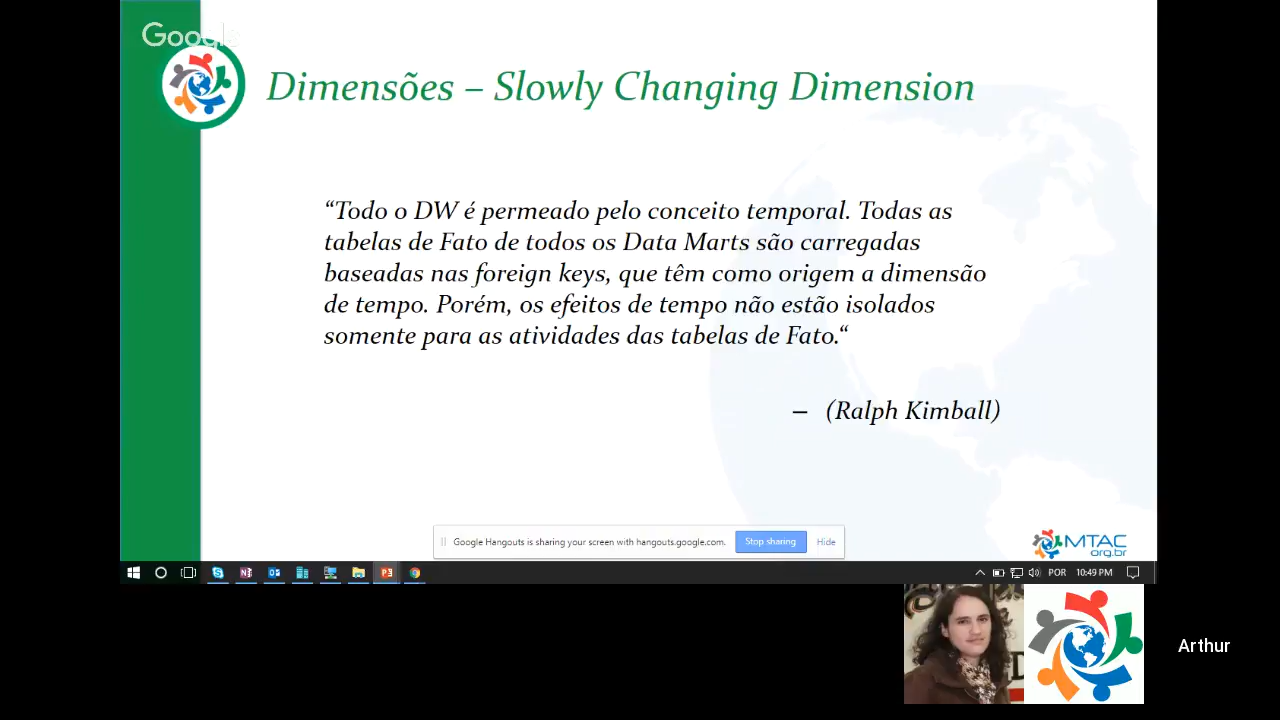 Google
Dimensões – Slowly Changing Dimension
“Todo o DW é permeado pelo conceito temporal. Todas as
tabelas de Fato de todos os Data Marts são carregadas
baseadas nas foreign keys, que têm como origem a dimensão
de tempo. Porém, os efeitos de tempo não estão isolados
somente para as atividades das tabelas de Fato.“
– (Ralph Kimball)
Google Hangouts is sharing your screen with hangouts.google.com.
Stop sharing
Hide
MTAC
org.br
POR
10:49 PM
Arthur